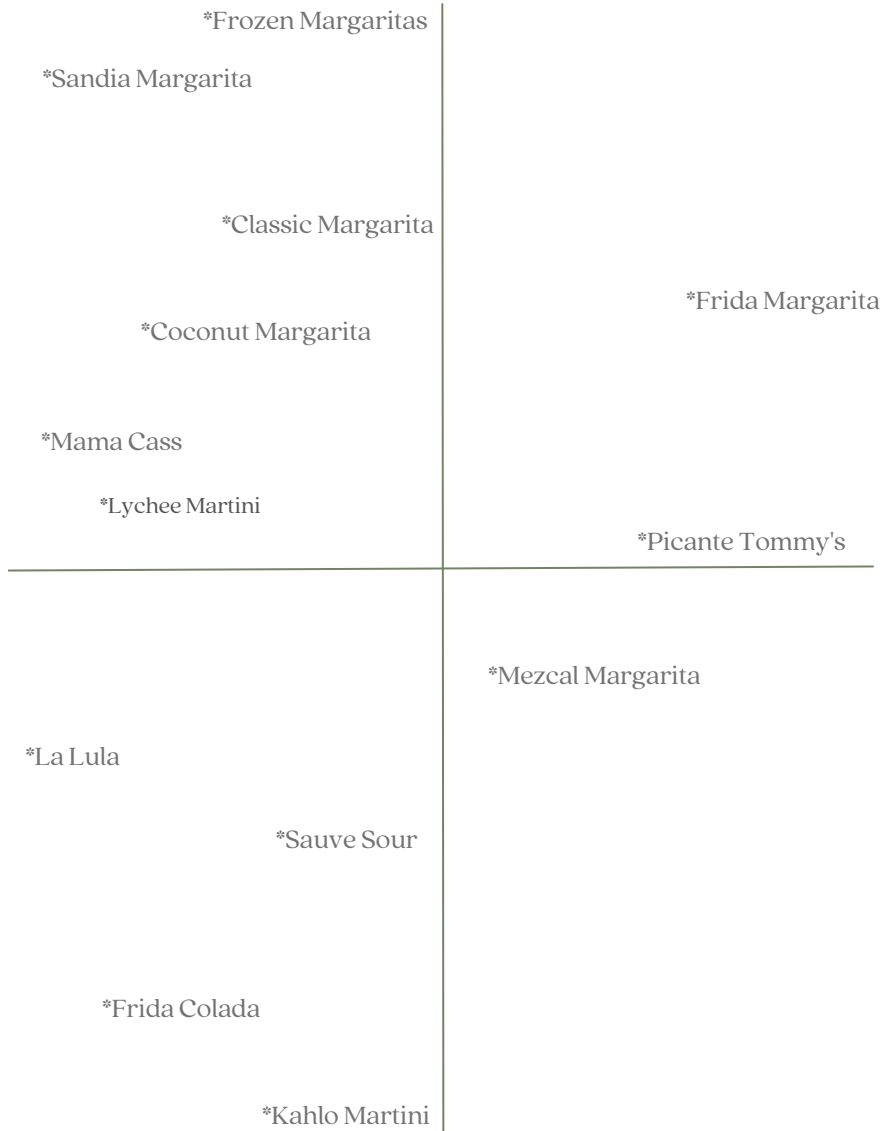 *Frozen Margaritas
*Sandia Margarita
*Classic Margarita
*Frida Margarita
*Coconut Margarita
*Mama Cass
*Lychee Martini
*Picante Tommy's
*Mezcal Margarita
*La Lula
*Sauve Sour
*Frida Colada
*Kahlo Martini